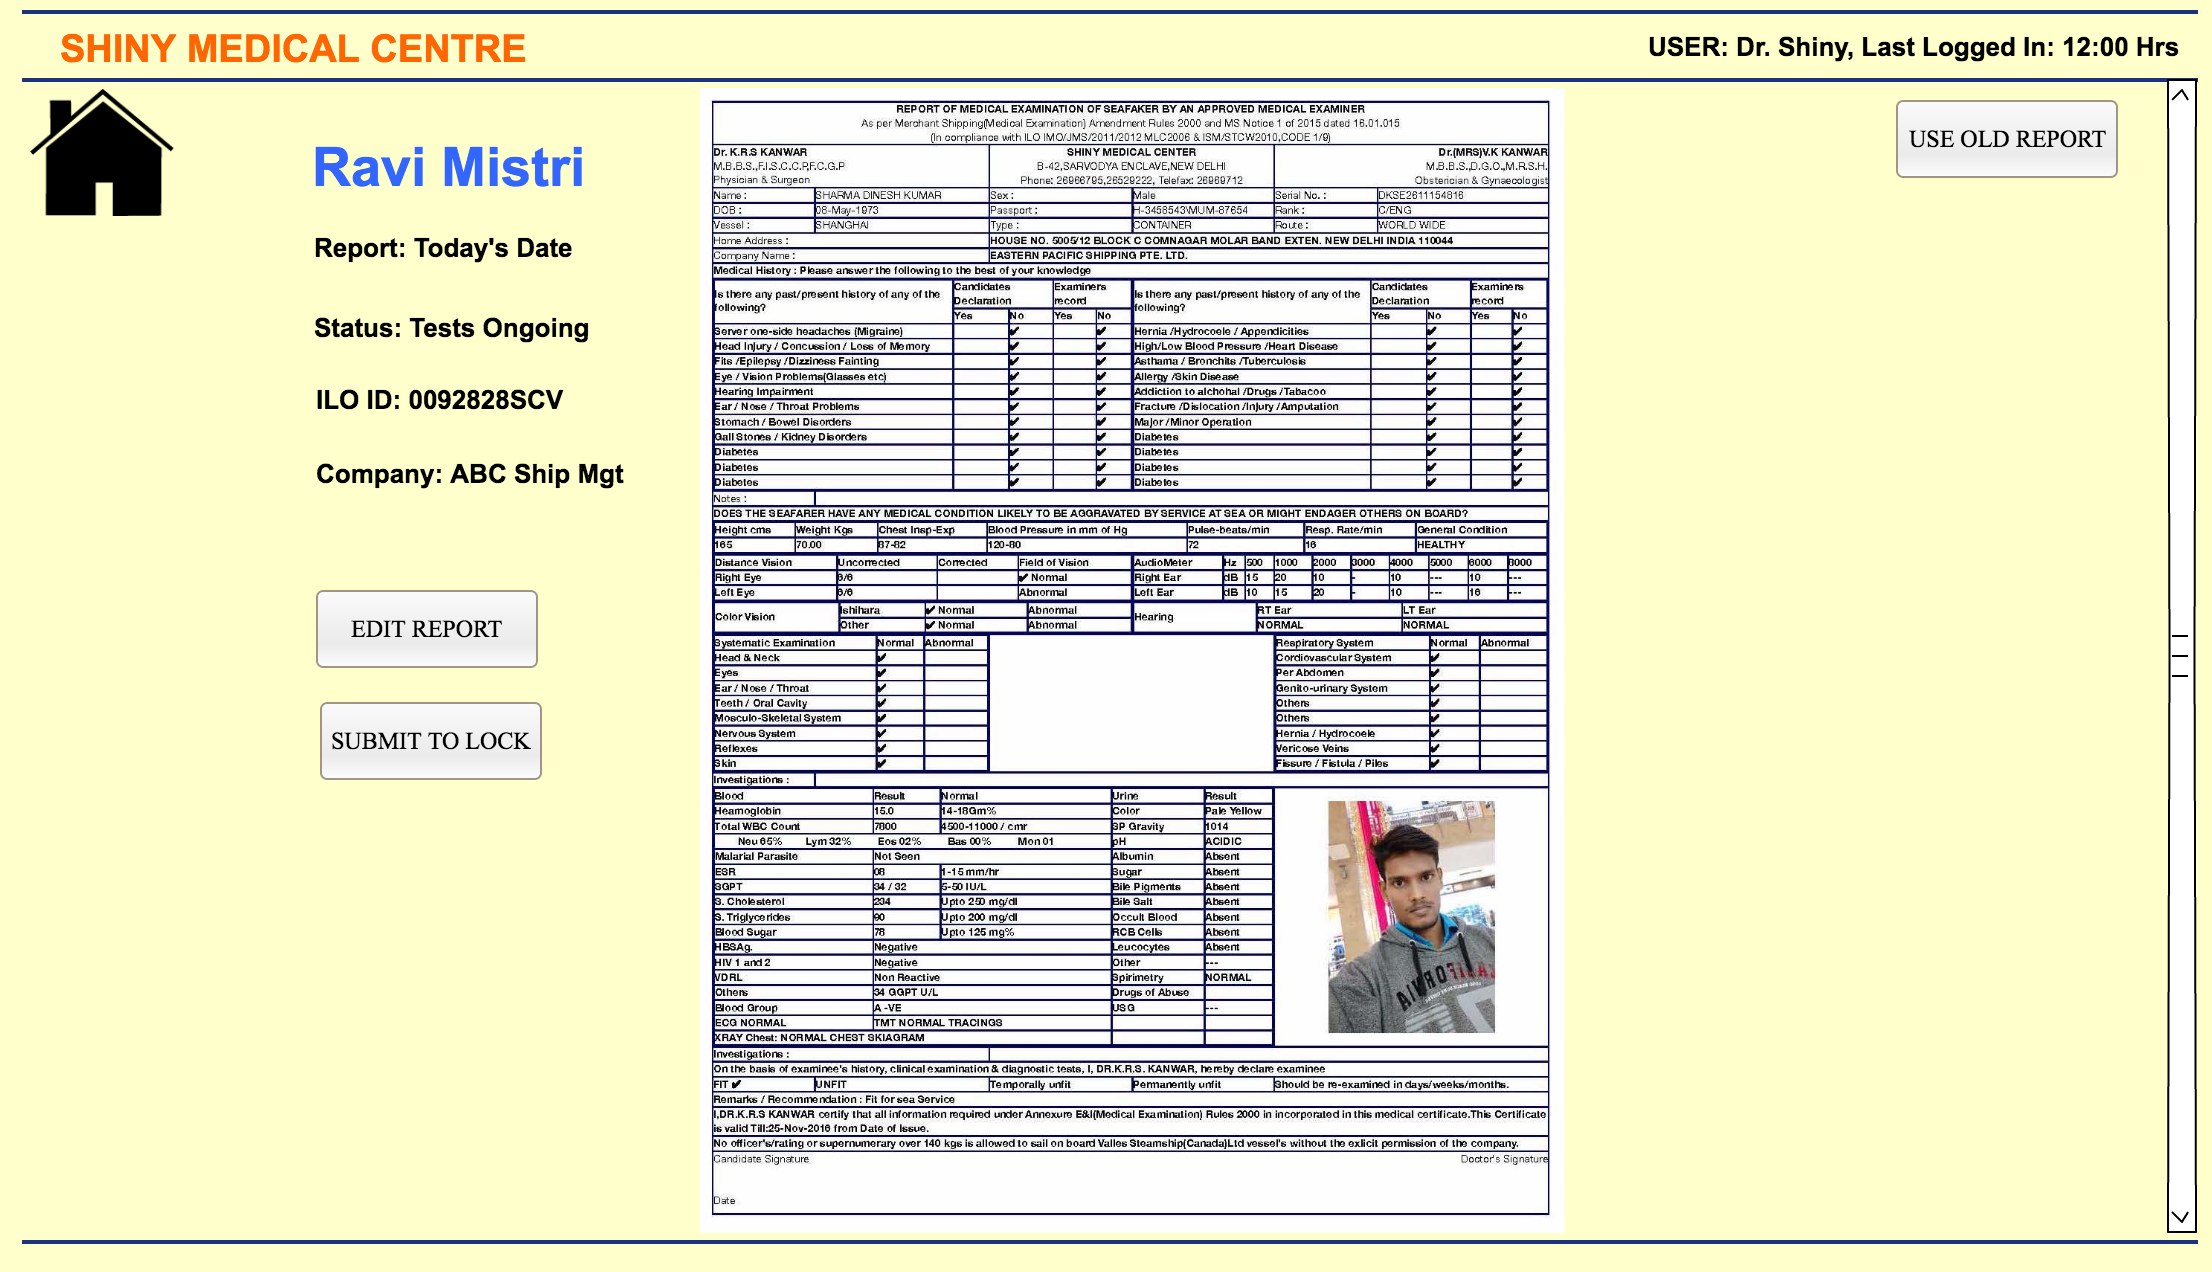 SHINY MEDICAL CENTRE
USER: Dr. Shiny, Last Logged In: 12:00 Hrs
USE OLD REPORT
Ravi Mistri
Report: Today's Date
Status: Tests Ongoing
ILO ID: 0092828SCV
Company: ABC Ship Mgt
EDIT REPORT
SUBMIT TO LOCK
REPORT OF MEDICAL EXAMINATION OF SEAFAKER BY AN APPROVED MEDICAL EXAMINER
As per Merchant Shipping(Medical Examination) Amendment Rules 2000 and MS Notice 1 of 2015 dated 16.01.015
(In compliance with ILO IMO/JMS/2011/2012 MLC2006 & ISM/STCW2010,CODE 1/9)
Dr. K.R.S KANWAR SHINY MEDICAL CENTER Dr.(MRS)V.K KANWAR
M.B.B.S.,F.I.S.C.C.P.F.C.G.P B-42,SARVODYA ENCLAVE,NEW DELHI M.B.B.S.,D.G.O.,M.R.S.H.
Physician & Surgeon Phone: 26966795,26529222, Telefax: 26969712 Obsterician & Gynaecologist
Name : SHARMA DINESH KUMAR Sex : Male Serial No. : DKSE2611154816
DOB : 08-May-1973 Passport : H-3458543\MUM-87654 Rank : C/ENG
Vessel : SHANGHAI Type : CONTAINER Route : WORLD WIDE
Home Address : HOUSE NO. 5005/12 BLOCK C COMNAGAR MOLAR BAND EXTEN. NEW DELHI INDIA 110044
Company Name : EASTERN PACIFIC SHIPPING PTE. LTD.
Medical History : Please answer the following to the best of your knowledge
Is there any past/present history of any of the following? Candidates Declaration Examiners record Is there any past/present history of any of the following? Candidates Declaration Examiners record
Yes No Yes No Yes No Yes No
Server one-side headaches (Migraine) ✔ ✔ Hernia /Hydrocoele / Appendicities ✔ ✔
Head Injury / Concussion / Loss of Memory ✔ ✔ High/Low Blood Pressure /Heart Disease ✔ ✔
Fits /Epilepsy /Dizziness Fainting ✔ ✔ Asthama / Bronchits /Tuberculosis ✔ ✔
Eye / Vision Problems(Glasses etc) ✔ ✔ Allergy /Skin Disease ✔ ✔
Hearing Impairment ✔ ✔ Addiction to alchohal /Drugs /Tabacoo ✔ ✔
Ear / Nose / Throat Problems ✔ ✔ Fracture /Dislocation /Injury /Amputation ✔ ✔
Stomach / Bowel Disorders ✔ ✔ Major /Minor Operation ✔ ✔
Gall Stones / Kidney Disorders ✔ ✔ Diabetes ✔ ✔
Diabetes ✔ ✔ Diabetes ✔ ✔
Diabetes ✔ ✔ Diabetes ✔ ✔
Diabetes ✔ ✔ Diabetes ✔ ✔
Notes :
DOES THE SEAFARER HAVE ANY MEDICAL CONDITION LIKELY TO BE AGGRAVATED BY SERVICE AT SEA OR MIGHT ENDAGER OTHERS ON BOARD?
Height cms Weight Kgs Chest Insp-Exp Blood Pressure in mm of Hg Pulse-beats/min Resp. Rate/min General Condition
165 70.00 87-82 120-80 72 16 HEALTHY
Distance Vision Uncorrected Corrected Field of Vision AudioMeter Hz 500 1000 2000 3000 4000 5000 6000 8000
Right Eye 6/6 ✔ Normal Right Ear dB 15 20 10 - 10 --- 10 ---
Left Eye 6/6 Abnormal Left Ear dB 10 15 20 - 10 --- 16 ---
Color Vision Ishihara ✔ Normal Abnormal Hearing RT Ear LT Ear
Other ✔ Normal Abnormal NORMAL NORMAL
Systematic Examination Normal Abnormal Respiratory System Normal Abnormal
Head & Neck ✔ Cordiovascular System ✔
Eyes ✔ Per Abdomen ✔
Ear / Nose / Throat ✔ Genito-urinary System ✔
Teeth / Oral Cavity ✔ Others ✔
Mosculo-Skeletal System ✔ Others ✔
Nervous System ✔ Hernia / Hydrocoele ✔
Reflexes ✔ Vericose Veins ✔
Skin ✔ Fissure / Fistula / Piles ✔
Investigations :
Blood Result Normal Urine Result
Heamoglobin 15.0 14-18Gm% Color Pale Yellow
Total WBC Count 7800 4500-11000 / cmr SP Gravity 1014
Neu 65% Lym 32% Eos 02% Bas 00% Mon 01 pH ACIDIC
Malarial Parasite Not Seen Albumin Absent
ESR 08 1-15 mm/hr Sugar Absent
SGPT 34 / 32 5-50 IU/L Bile Pigments Absent
S. Cholesterol 234 Upto 250 mg/dl Bile Salt Absent
S. Triglycerides 90 Upto 200 mg/dl Occult Blood Absent
Blood Sugar 78 Upto 125 mg% RCB Cells Absent
HBSAg. Negative Leucocytes Absent
HIV 1 and 2 Negative Other ---
VDRL Non Reactive Spirimetry NORMAL
Others 34 GGPT U/L Drugs of Abuse
Blood Group A -VE USG ---
ECG NORMAL TMT NORMAL TRACINGS
XRAY Chest: NORMAL CHEST SKIAGRAM
Investigations :
On the basis of examinee's history, clinical examination & diagnostic tests, I, DR.K.R.S. KANWAR, hereby declare examinee
FIT ✔ UNFIT Temporally unfit Permanently unfit Should be re-examined in days/weeks/months.
Remarks / Recommendation : Fit for sea Service
I,DR.K.R.S KANWAR certify that all information required under Annexure E&I(Medical Examination) Rules 2000 in incorporated in this medical certificate.This Certificate
is valid Till:25-Nov-2016 from Date of Issue.
No officer's/rating or supernumerary over 140 kgs is allowed to sail on board Valles Steamship(Canada)Ltd vessel's without the exlicit permission of the company.
Candidate Signature Doctor's Signature
Date